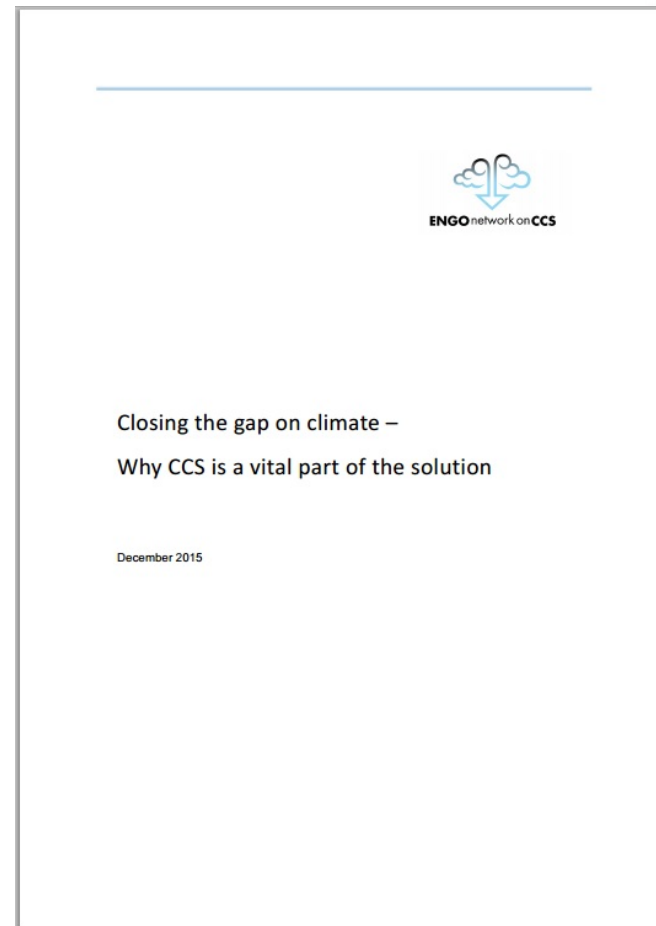 ENGO network on CCS
Closing the gap on climate –
Why CCS is a vital part of the solution
December 2015